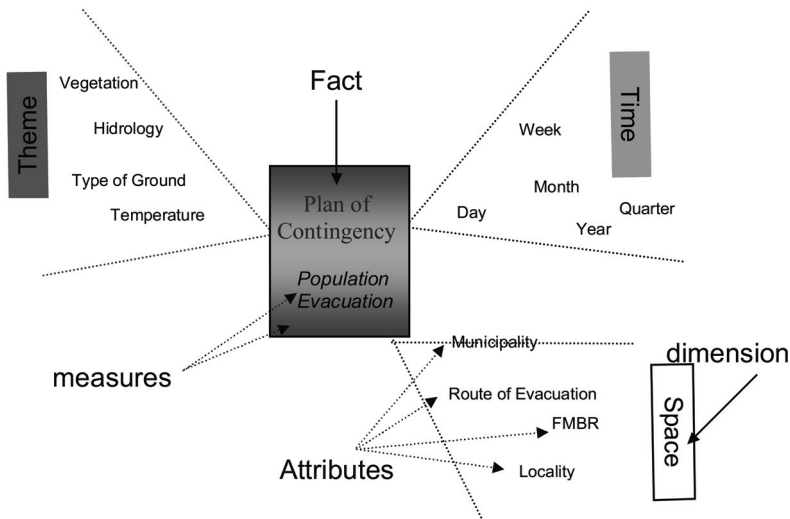 Theme
Vegetation
Hidrology
Type of Ground
Temperature
Fact
Plan of
Contingency
Population
Evacuation
Time
Week
Month
Day
Quarter
Year
measures
Attributes
Municipality
Route of Evacuation
FMBR
Locality
dimension
Space